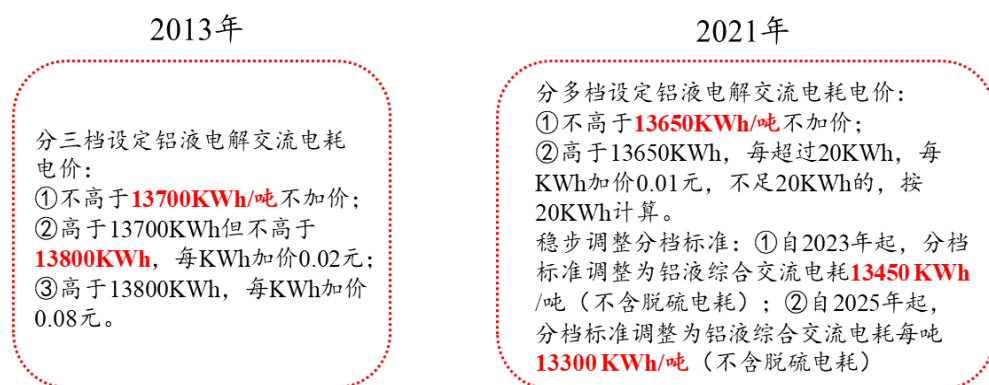 2013年
分三档设定铝液电解交流电耗
电价：
①不高于13700KWh/吨不加价；
②高于13700KWh但不高于
13800KWh，每KWh加价0.02元；
③高于13800KWh，每KWh加价
0.08元。
2021年
分多档设定铝液电解交流电耗电价：
①不高于13650KWh/吨不加价；
②高于13650KWh，每超过20KWh，每
KWh加价0.01元，不足20KWh的，按
20KWh计算。
稳步调整分档标准：①自2023年起，分档
标准调整为铝液综合交流电耗13450 KWh
/吨（不含脱硫电耗）；②自2025年起，
分档标准调整为铝液综合交流电耗每吨
13300 KWh/吨（不含脱硫电耗）